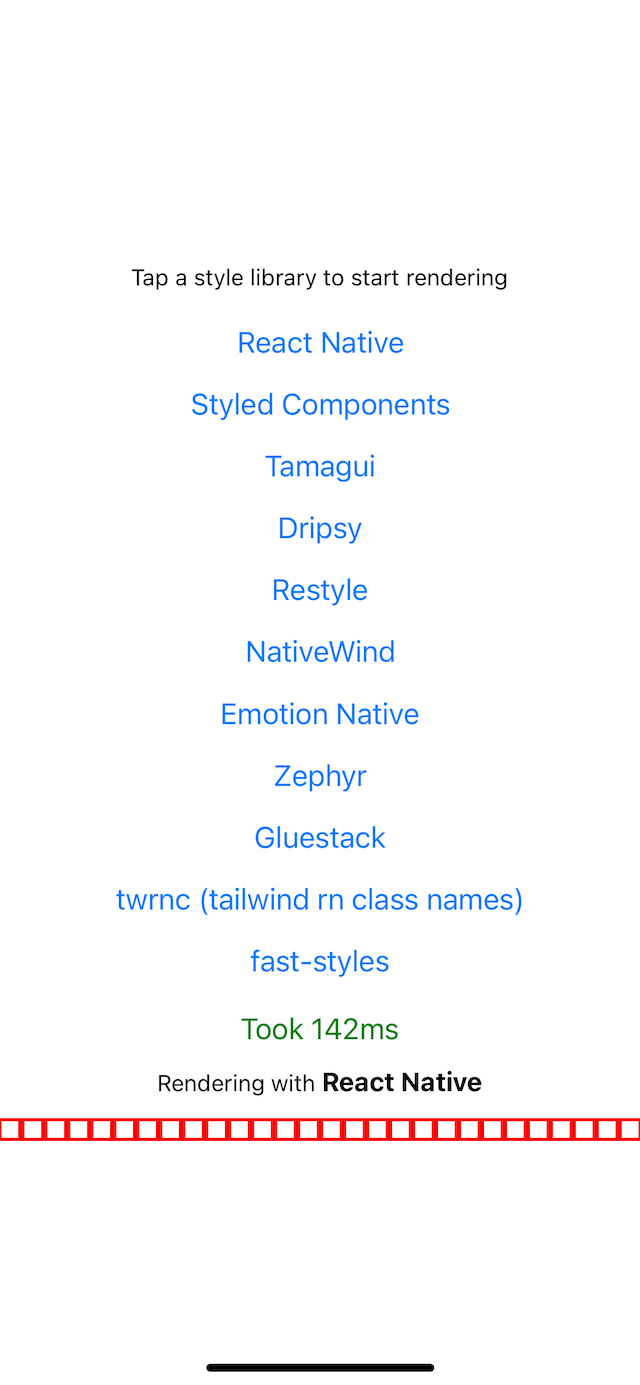 Tap a style library to start rendering
React Native
Styled Components
Tamagui
Dripsy
Restyle
NativeWind
Emotion Native
Zephyr
Gluestack
twrnc (tailwind rn class names)
fast-styles
Took 142ms
Rendering with React Native